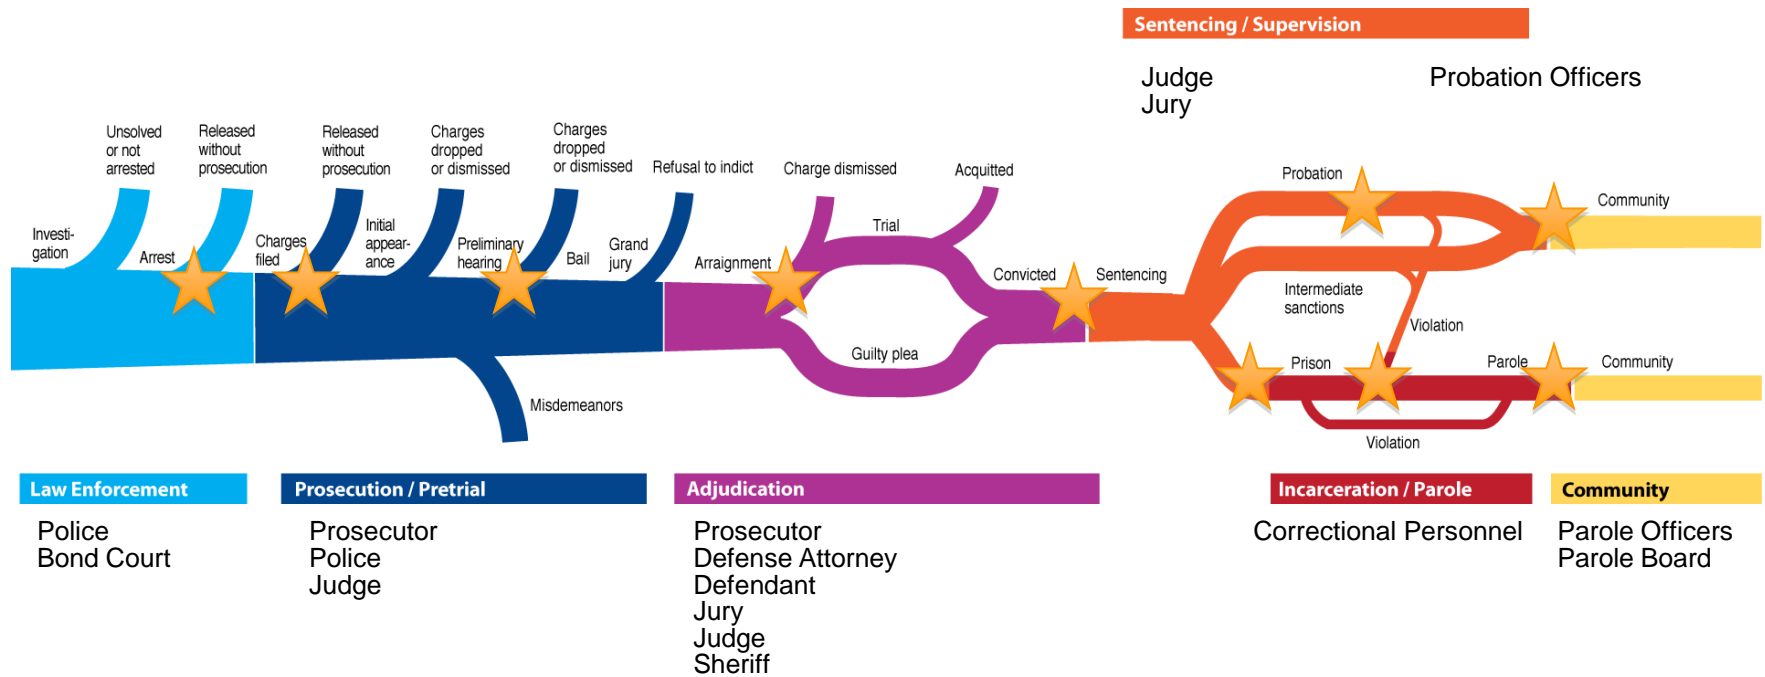 Sentencing / Supervision
Judge
Jury
Probation Officers
Unsolved
or not
arrested
Released
without
prosecution
Released
without
prosecution
Charges
dropped
or dismissed
Charges
dropped
or dismissed
Refusal to indict
Charge dismissed
Acquitted
Probation
Community
Investi-
gation
Arrest
Charges
filed
Initial
appear-
ance
Preliminary
hearing
Bail
Grand
jury
Arraignment
Trial
Convicted
Sentencing
Intermediate
sanctions
Violation
Guilty plea
Prison
Parole
Community
Misdemeanors
Violation
Law Enforcement
Police
Bond Court
Prosecution / Pretrial
Prosecutor
Police
Judge
Adjudication
Prosecutor
Defense Attorney
Defendant
Jury
Judge
Sheriff
Incarceration / Parole
Correctional Personnel
Community
Parole Officers
Parole Board